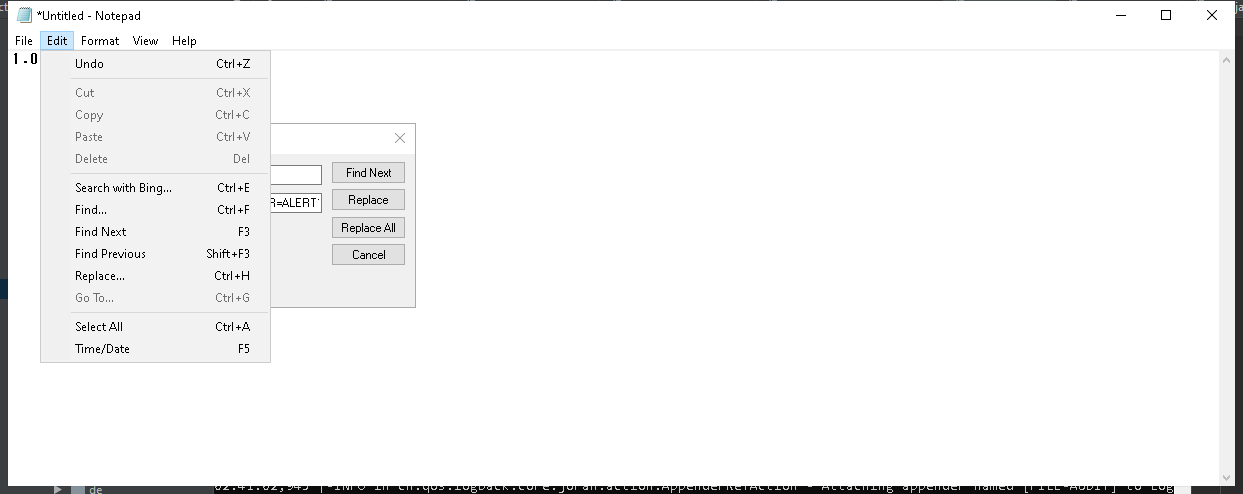 *Untitled - Notepad
File Edit Format View Help
1.0
Undo Ctrl+Z
Cut Ctrl+X
Copy Ctrl+C
Paste Ctrl+V
Delete Del
Search with Bing... Ctrl+E
Find... Ctrl+F
Find Next F3
Find Previous Shift+F3
Replace... Ctrl+H
Go To... Ctrl+G
Select All Ctrl+A
Time/Date F5
Find Next
R=ALERT
Replace
Replace All
Cancel
de
02:41:02,945 |-INFO in ch.qos.logback.core.joran.action.AppenderRefAction - Attaching appender named [FILE-AUDIT] to Log